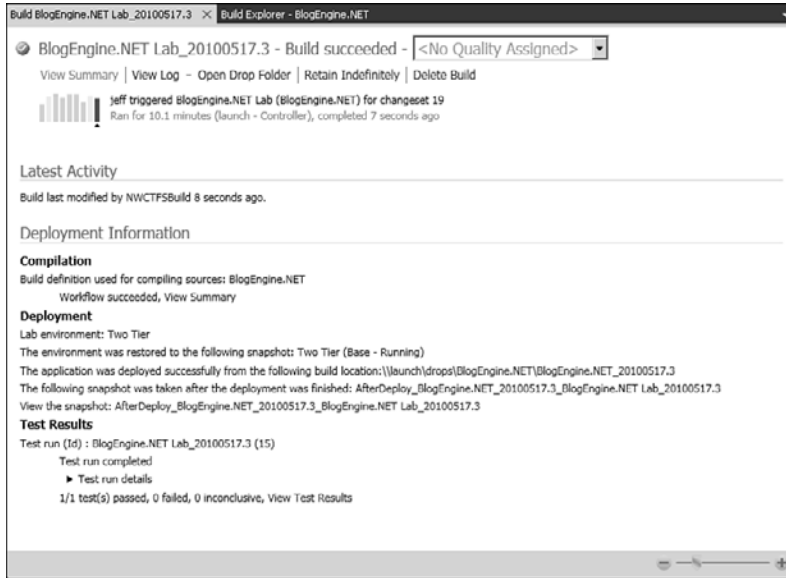 Build BlogEngine.NET Lab_20100517.3 × Build Explorer - BlogEngine.NET
BlogEngine.NET Lab_20100517.3 - Build succeeded - <No Quality Assigned>
View Summary | View Log - Open Drop Folder | Retain Indefinitely | Delete Build
jeff triggered BlogEngine.NET Lab (BlogEngine.NET) for changeset 19
Ran for 10.1 minutes (launch - Controller), completed 7 seconds ago
Latest Activity
Build last modified by NWCTFSBuild 8 seconds ago.
Deployment Information
Compilation
Build definition used for compiling sources: BlogEngine.NET
Workflow succeeded, View Summary
Deployment
Lab environment: Two Tier
The environment was restored to the following snapshot: Two Tier (Base - Running)
The application was deployed successfully from the following build location:\\launch\drops\BlogEngine.NET\BlogEngine.NET_20100517.3
The following snapshot was taken after the deployment was finished: AfterDeploy_BlogEngine.NET_20100517.3_BlogEngine.NET Lab_20100517.3
View the snapshot: AfterDeploy_BlogEngine.NET_20100517.3_BlogEngine.NET Lab_20100517.3
Test Results
Test run (Id) : BlogEngine.NET Lab_20100517.3 (15)
Test run completed
Test run details
1/1 test(s) passed, 0 failed, 0 inconclusive, View Test Results